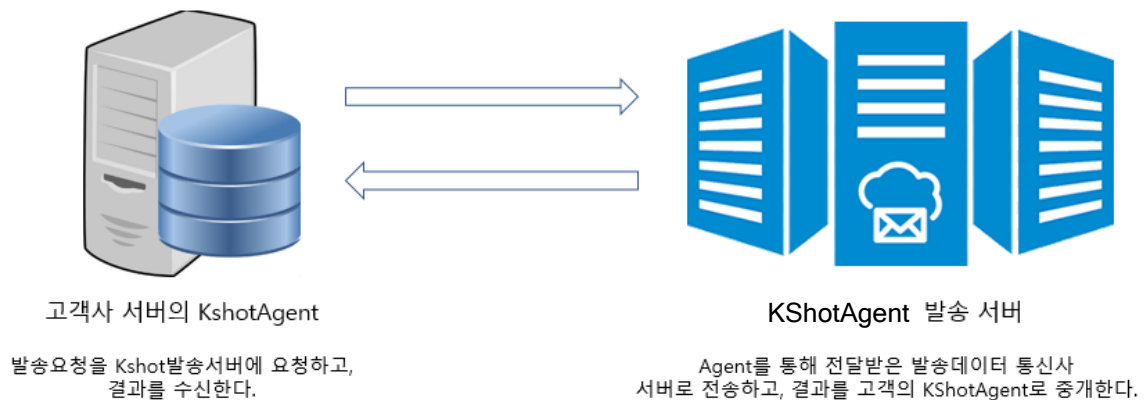 고객사 서버의 KshotAgent
발송요청을 Kshot발송서버에 요청하고,
결과를 수신한다.
KShotAgent 발송 서버
Agent를 통해 전달받은 발송데이터 통신사
서버로 전송하고, 결과를 고객의 KShotAgent로 중개한다.